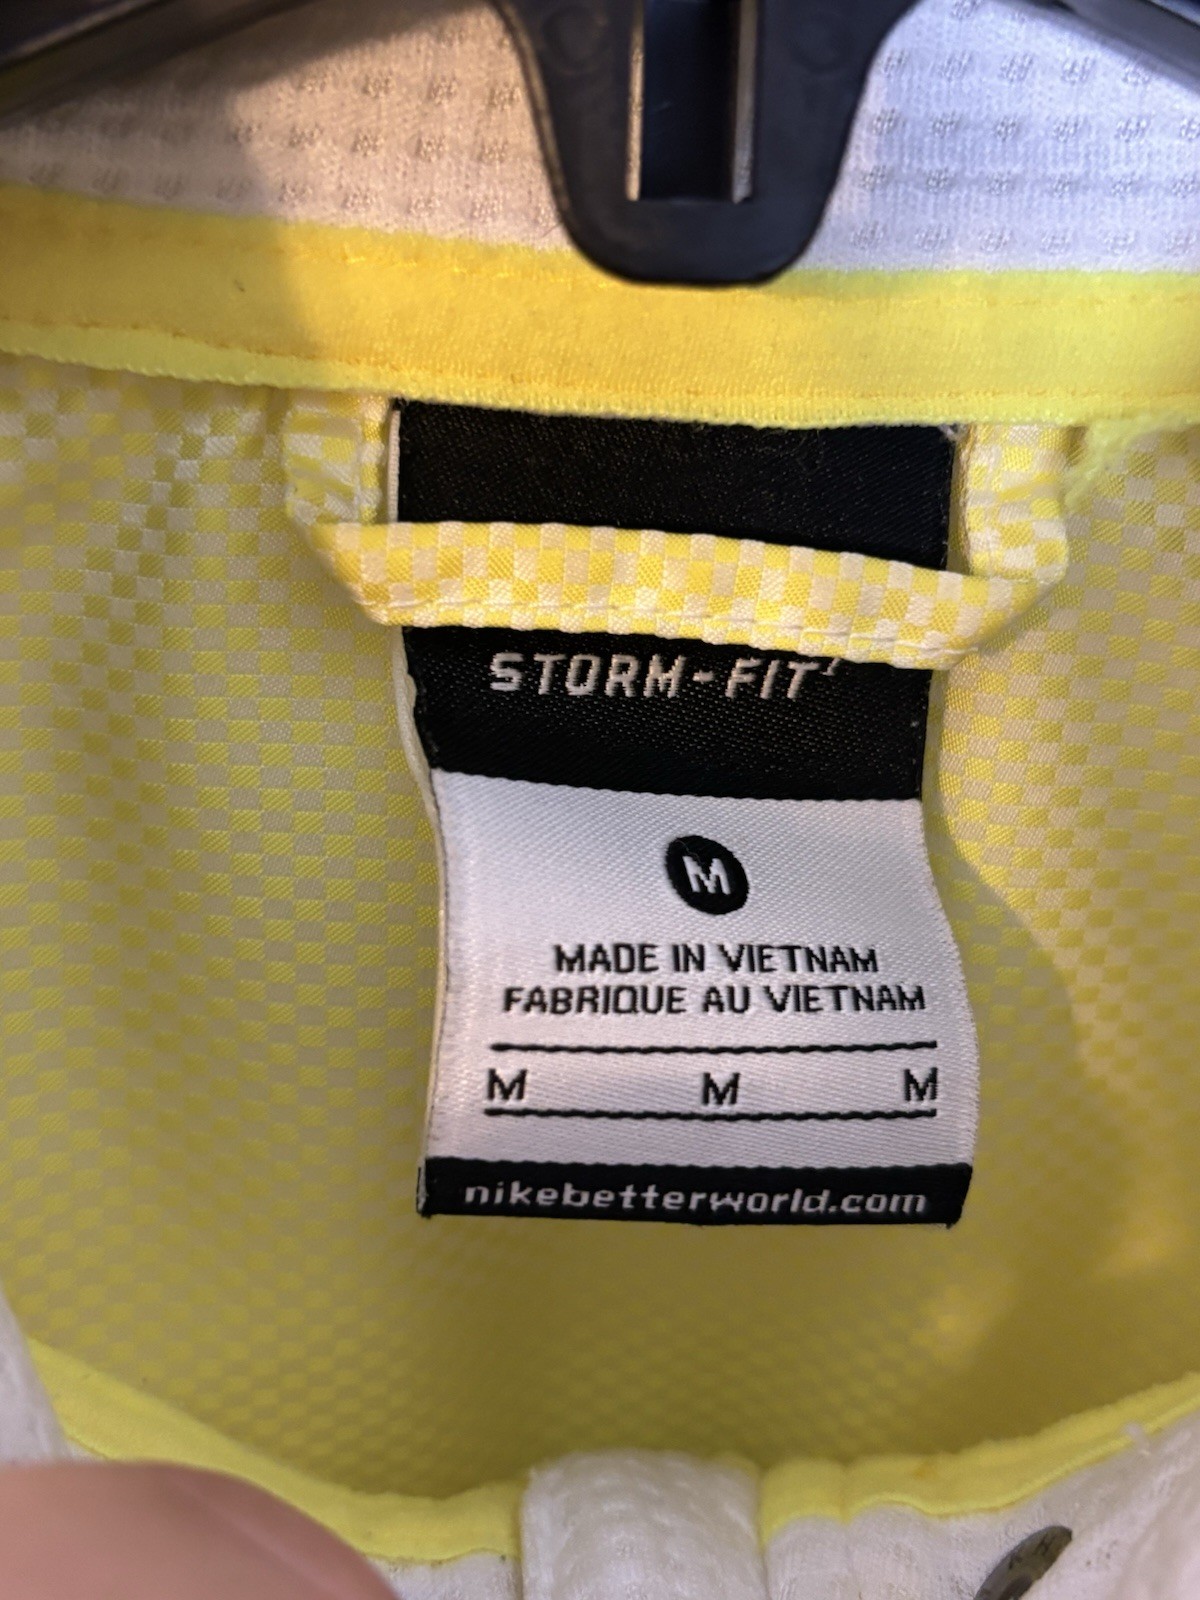 STORM-FIT
M
MADE IN VIETNAM
FABRIQUE AU VIETNAM
M M M
nikebetterworld.com